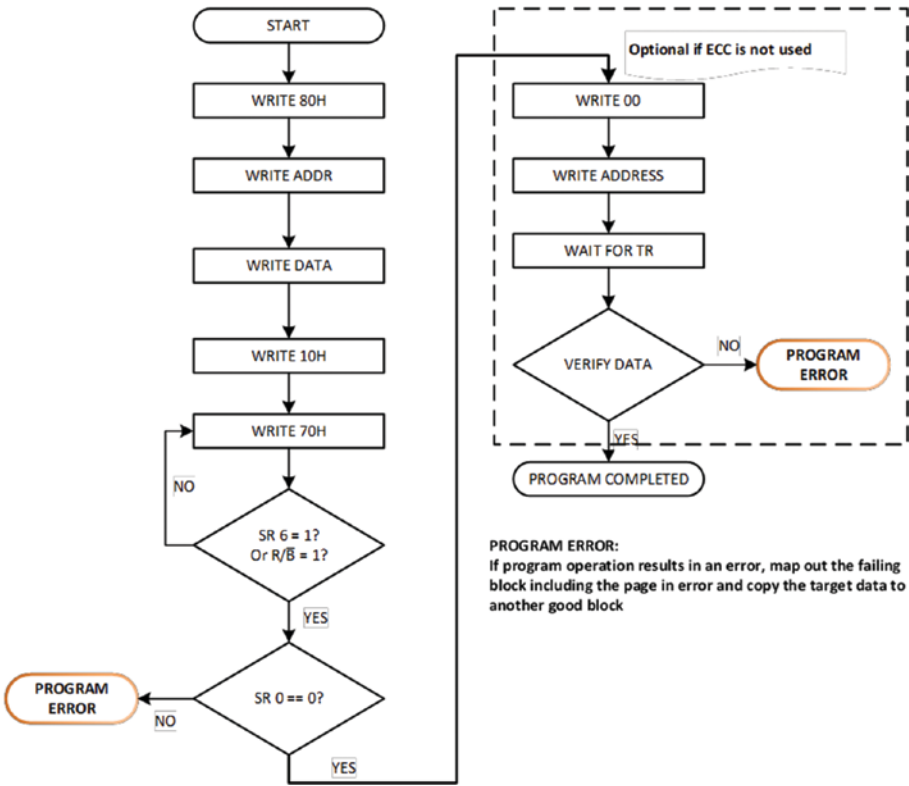 START
WRITE 80H
WRITE ADDR
WRITE DATA
WRITE 10H
WRITE 70H
NO
SR 6 = 1?
Or R/B̅ = 1?
YES
SR 0 == 0?
NO
PROGRAM
ERROR
YES
Optional if ECC is not used
WRITE 00
WRITE ADDRESS
WAIT FOR TR
VERIFY DATA
NO
PROGRAM
ERROR
YES
PROGRAM COMPLETED
PROGRAM ERROR:
If program operation results in an error, map out the failing
block including the page in error and copy the target data to
another good block